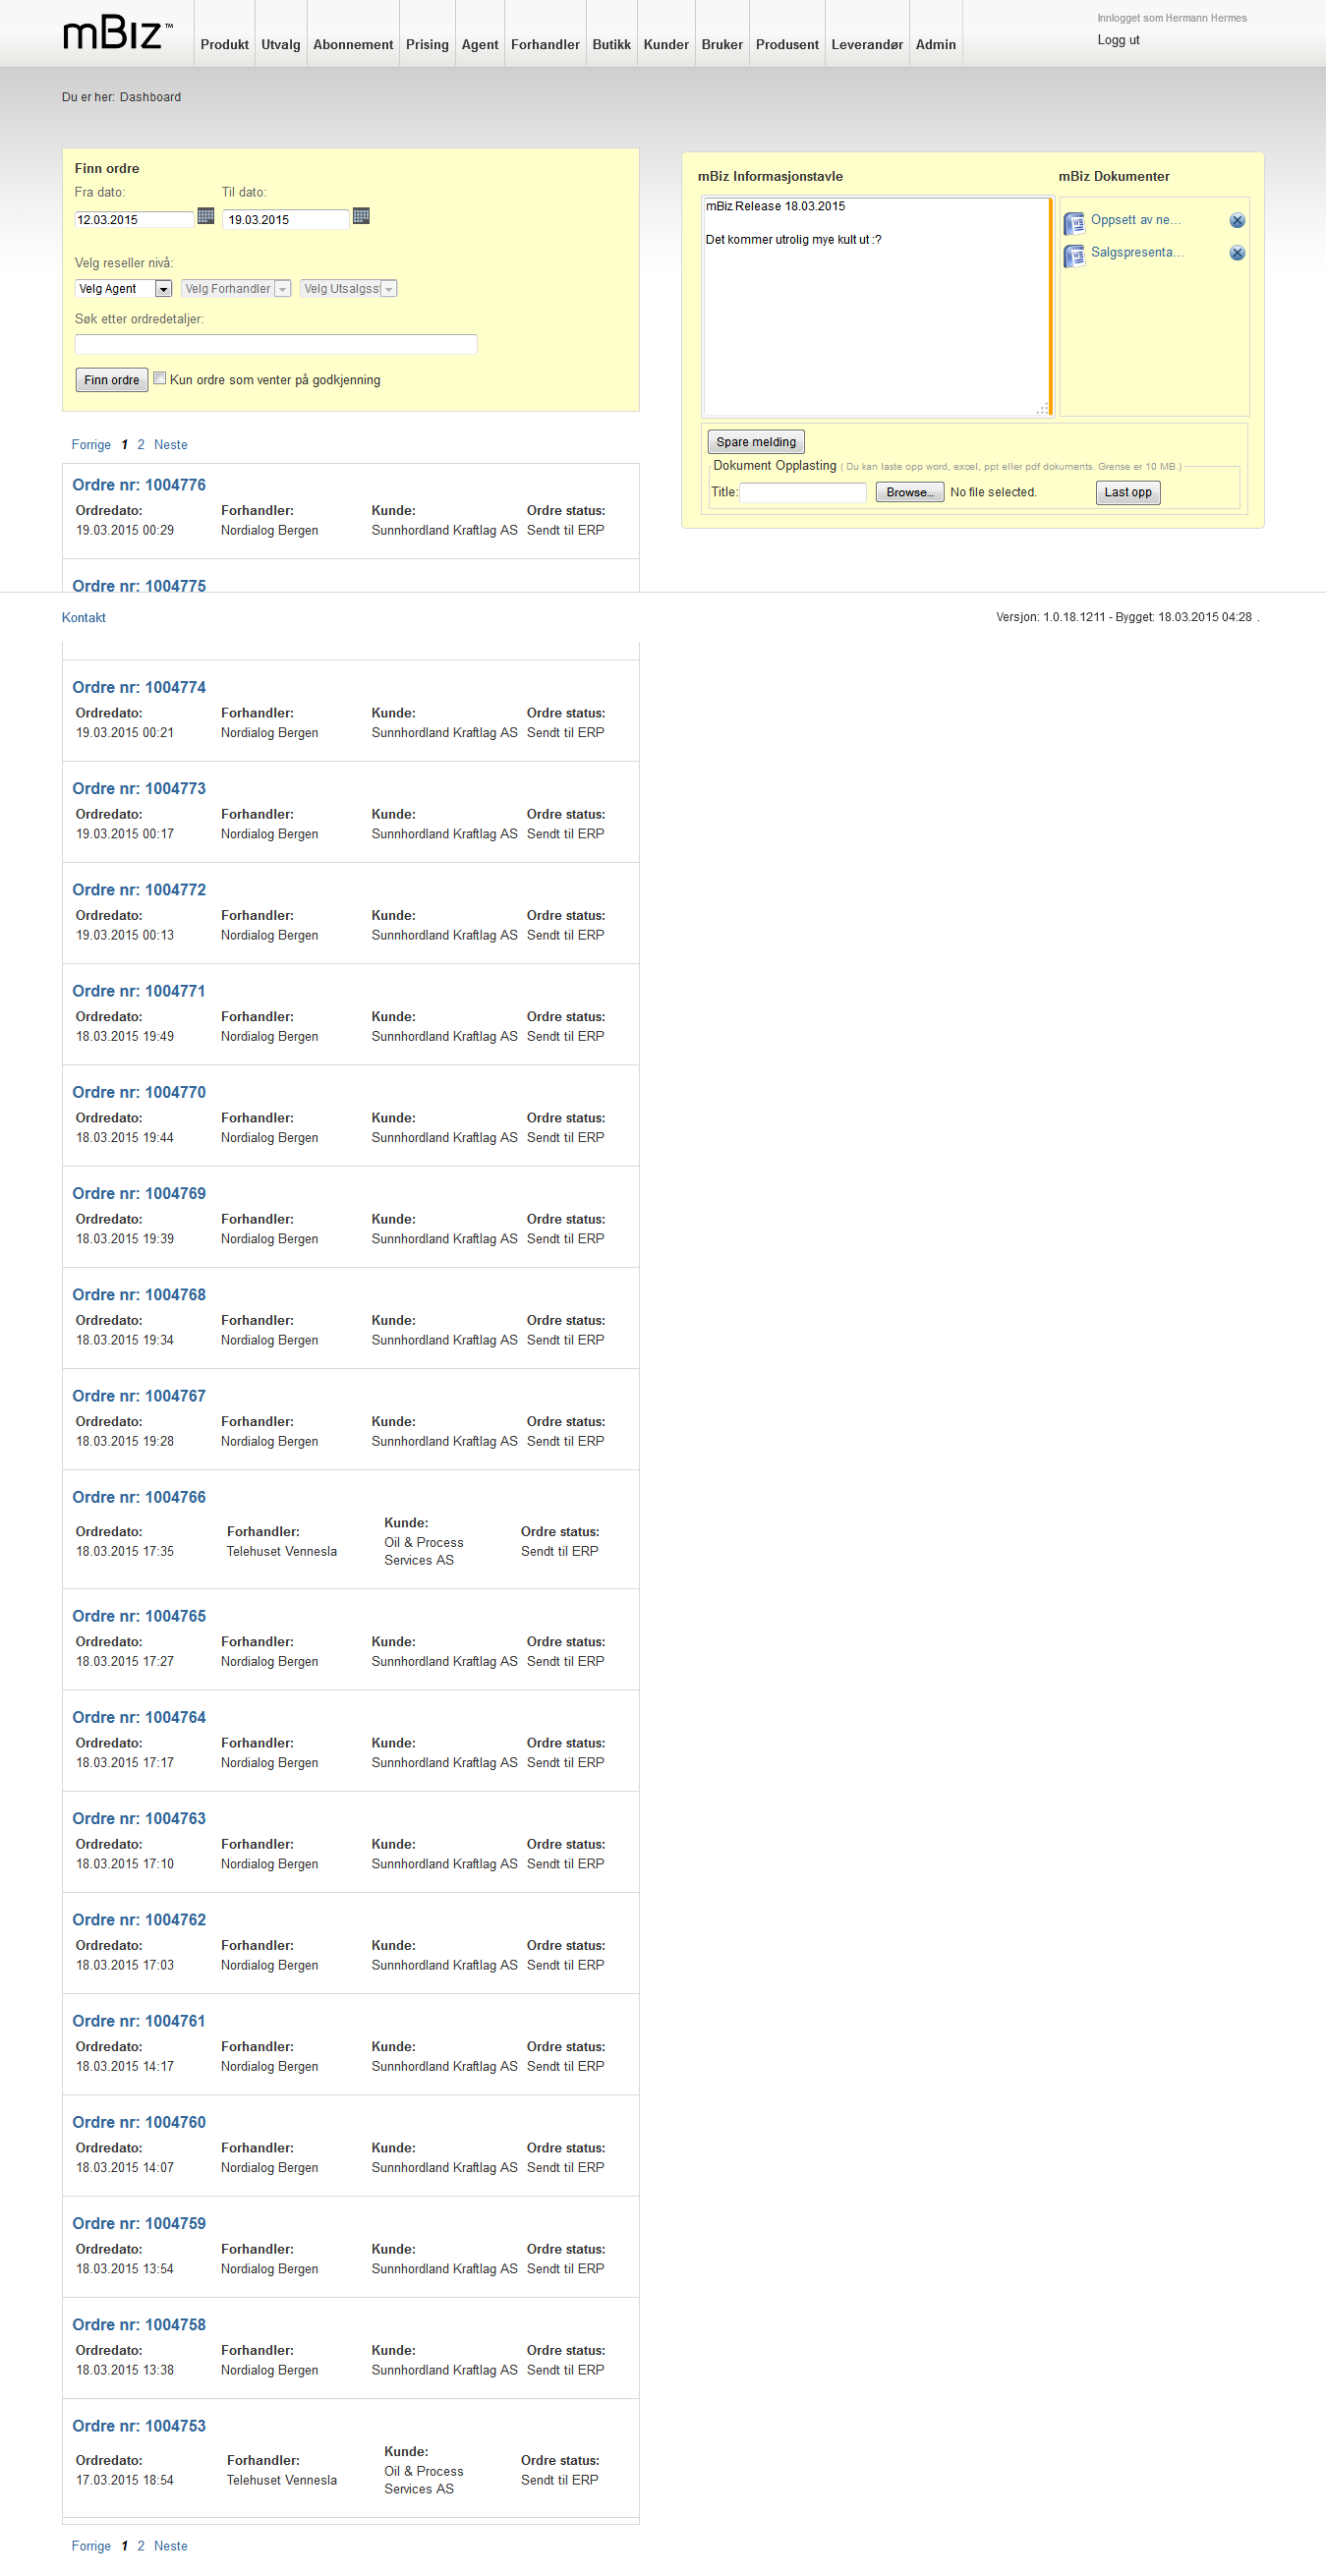 mBiz™
Produkt Utvalg Abonnement Prising Agent Forhandler Butikk Kunder Bruker Produsent Leverandør Admin
Innlogget som Hermann Hermes
Logg ut
Du er her: Dashboard
Finn ordre
Fra dato: Til dato:
12.03.2015 19.03.2015
Velg reseller nivå:
Velg Agent Velg Forhandler Velg Utsalgss
Søk etter ordredetaljer:
Finn ordre Kun ordre som venter på godkjenning
mBiz Informasjonstavle mBiz Dokumenter
mBiz Release 18.03.2015
Det kommer utrolig mye kult ut :?
Oppsett av ne...
Salgspresenta...
Spare melding
Dokument Opplasting ( Du kan laste opp word, excel, ppt eller pdf dokuments. Grense er 10 MB.)
Title: Browse... No file selected. Last opp
Forrige 1 2 Neste
Ordre nr: 1004776
Ordredato: Forhandler: Kunde: Ordre status:
19.03.2015 00:29 Nordialog Bergen Sunnhordland Kraftlag AS Sendt til ERP
Ordre nr: 1004775
Kontakt Versjon: 1.0.18.1211 - Bygget: 18.03.2015 04:28 .
Ordre nr: 1004774
Ordredato: Forhandler: Kunde: Ordre status:
19.03.2015 00:21 Nordialog Bergen Sunnhordland Kraftlag AS Sendt til ERP
Ordre nr: 1004773
Ordredato: Forhandler: Kunde: Ordre status:
19.03.2015 00:17 Nordialog Bergen Sunnhordland Kraftlag AS Sendt til ERP
Ordre nr: 1004772
Ordredato: Forhandler: Kunde: Ordre status:
19.03.2015 00:13 Nordialog Bergen Sunnhordland Kraftlag AS Sendt til ERP
Ordre nr: 1004771
Ordredato: Forhandler: Kunde: Ordre status:
18.03.2015 19:49 Nordialog Bergen Sunnhordland Kraftlag AS Sendt til ERP
Ordre nr: 1004770
Ordredato: Forhandler: Kunde: Ordre status:
18.03.2015 19:44 Nordialog Bergen Sunnhordland Kraftlag AS Sendt til ERP
Ordre nr: 1004769
Ordredato: Forhandler: Kunde: Ordre status:
18.03.2015 19:39 Nordialog Bergen Sunnhordland Kraftlag AS Sendt til ERP
Ordre nr: 1004768
Ordredato: Forhandler: Kunde: Ordre status:
18.03.2015 19:34 Nordialog Bergen Sunnhordland Kraftlag AS Sendt til ERP
Ordre nr: 1004767
Ordredato: Forhandler: Kunde: Ordre status:
18.03.2015 19:28 Nordialog Bergen Sunnhordland Kraftlag AS Sendt til ERP
Ordre nr: 1004766
Ordredato: Forhandler: Kunde: Ordre status:
18.03.2015 17:35 Telehuset Vennesla Oil & Process Sendt til ERP
Services AS
Ordre nr: 1004765
Ordredato: Forhandler: Kunde: Ordre status:
18.03.2015 17:27 Nordialog Bergen Sunnhordland Kraftlag AS Sendt til ERP
Ordre nr: 1004764
Ordredato: Forhandler: Kunde: Ordre status:
18.03.2015 17:17 Nordialog Bergen Sunnhordland Kraftlag AS Sendt til ERP
Ordre nr: 1004763
Ordredato: Forhandler: Kunde: Ordre status:
18.03.2015 17:10 Nordialog Bergen Sunnhordland Kraftlag AS Sendt til ERP
Ordre nr: 1004762
Ordredato: Forhandler: Kunde: Ordre status:
18.03.2015 17:03 Nordialog Bergen Sunnhordland Kraftlag AS Sendt til ERP
Ordre nr: 1004761
Ordredato: Forhandler: Kunde: Ordre status:
18.03.2015 14:17 Nordialog Bergen Sunnhordland Kraftlag AS Sendt til ERP
Ordre nr: 1004760
Ordredato: Forhandler: Kunde: Ordre status:
18.03.2015 14:07 Nordialog Bergen Sunnhordland Kraftlag AS Sendt til ERP
Ordre nr: 1004759
Ordredato: Forhandler: Kunde: Ordre status:
18.03.2015 13:54 Nordialog Bergen Sunnhordland Kraftlag AS Sendt til ERP
Ordre nr: 1004758
Ordredato: Forhandler: Kunde: Ordre status:
18.03.2015 13:38 Nordialog Bergen Sunnhordland Kraftlag AS Sendt til ERP
Ordre nr: 1004753
Ordredato: Forhandler: Kunde: Ordre status:
17.03.2015 18:54 Telehuset Vennesla Oil & Process Sendt til ERP
Services AS
Forrige 1 2 Neste